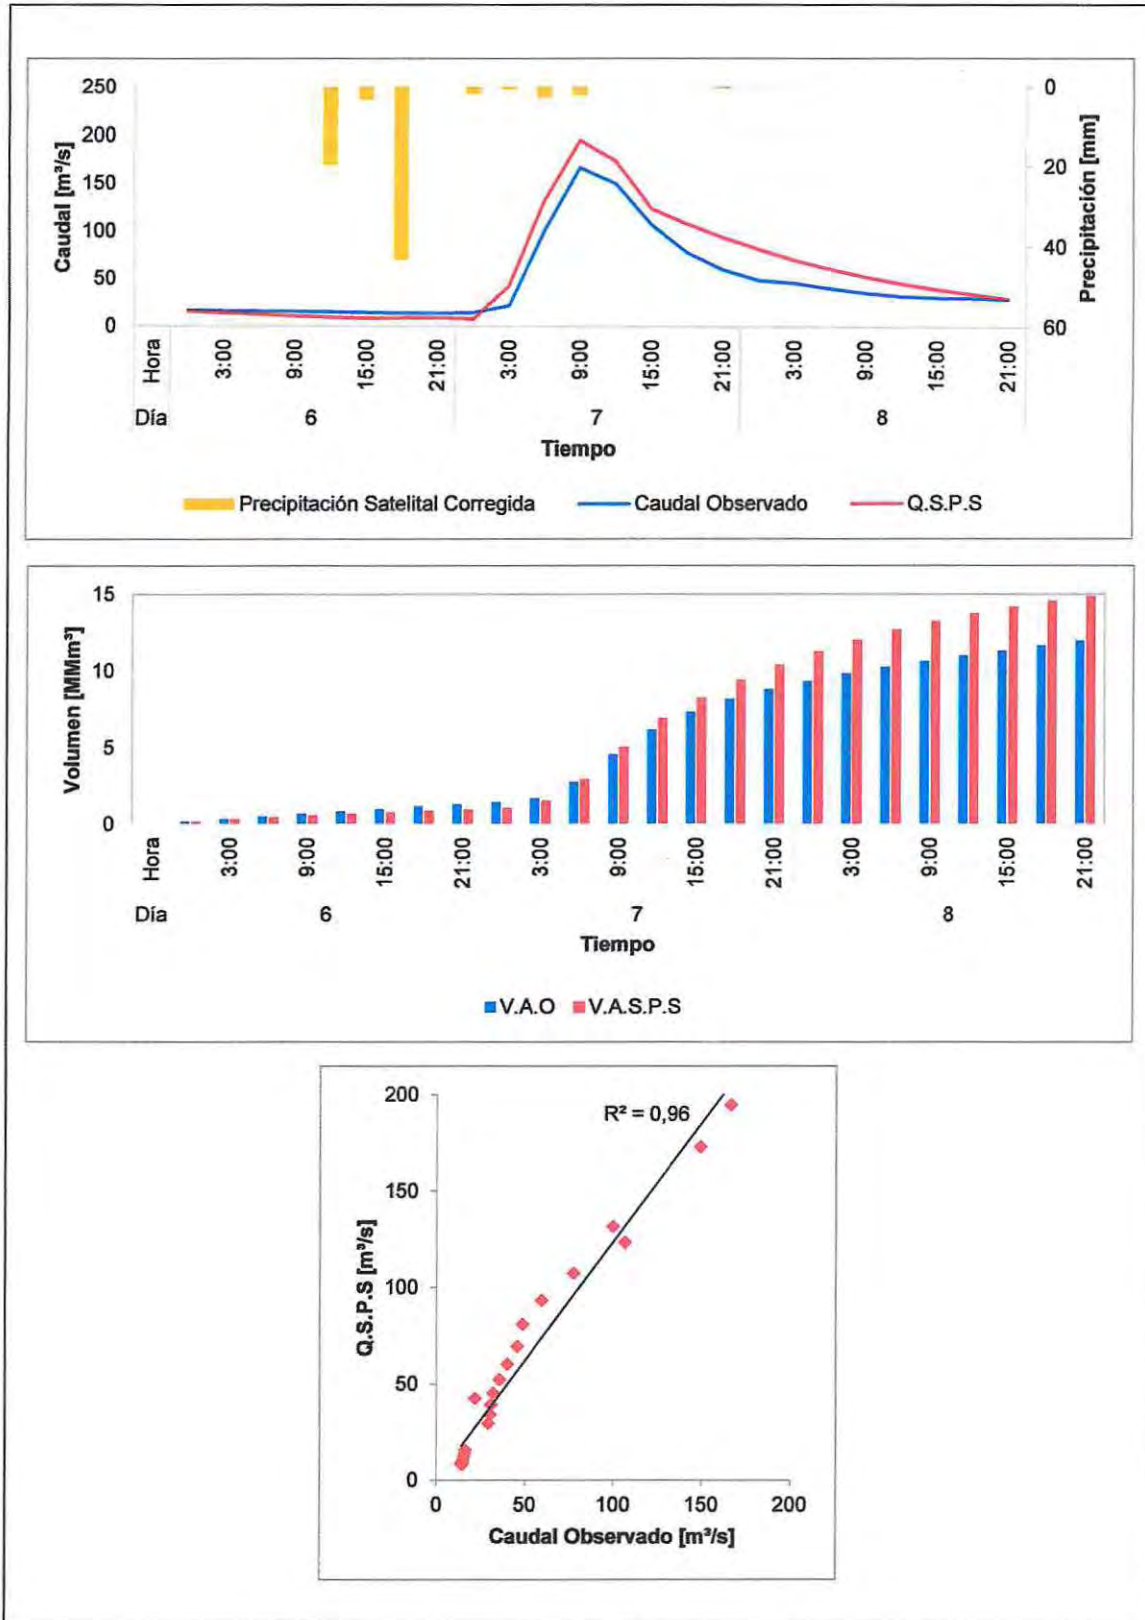 250
200
150
100
50
0
Caudal [m³/s]
0
20
40
60
Precipitación [mm]
Hora 3:00 9:00 15:00 21:00 3:00 9:00 15:00 21:00 3:00 9:00 15:00 21:00
Día 6 7 8
Tiempo
Precipitación Satelital Corregida Caudal Observado Q.S.P.S
15
10
5
0
Volumen [MMm³]
Hora 3:00 9:00 15:00 21:00 3:00 9:00 15:00 21:00 3:00 9:00 15:00 21:00
Día 6 7 8
Tiempo
V.A.O V.A.S.P.S
200
150
100
50
0
Q.S.P.S [m³/s]
R² = 0,96
0 50 100 150 200
Caudal Observado [m³/s]